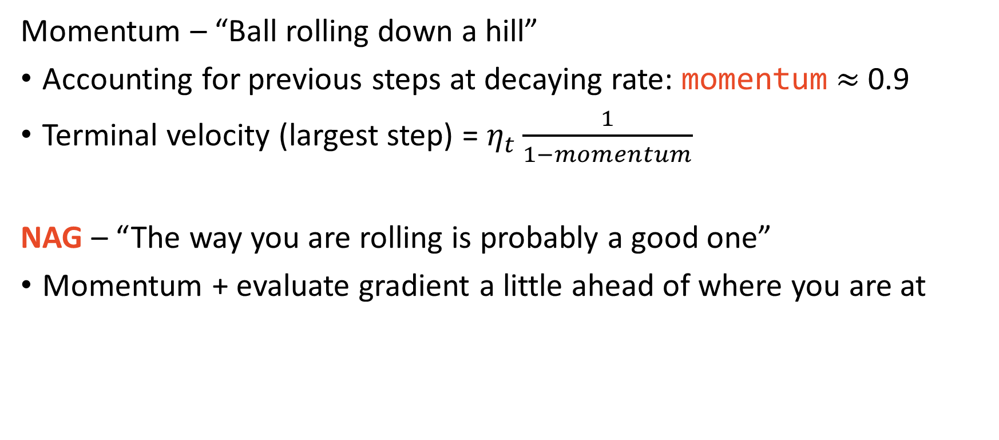 Momentum – “Ball rolling down a hill”
• Accounting for previous steps at decaying rate: momentum ≈ 0.9
• Terminal velocity (largest step) = η_t \frac{1}{1−momentum}
NAG – “The way you are rolling is probably a good one”
• Momentum + evaluate gradient a little ahead of where you are at